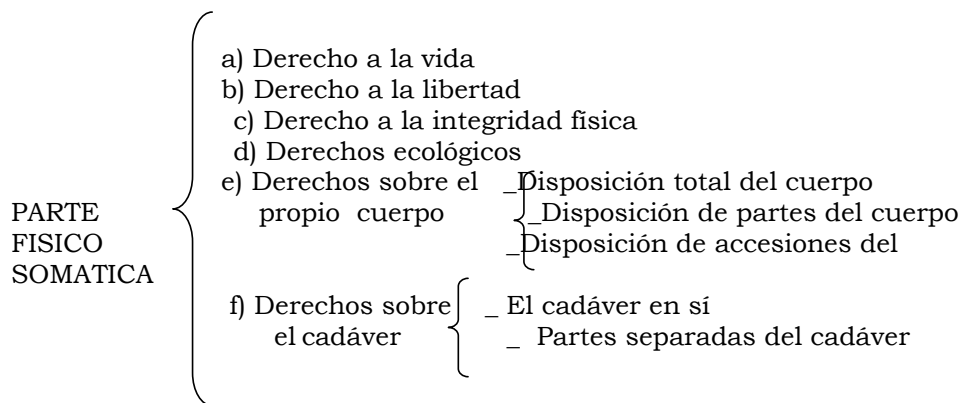 a) Derecho a la vida
b) Derecho a la libertad
c) Derecho a la integridad física
d) Derechos ecológicos
e) Derechos sobre el _Disposición total del cuerpo
PARTE propio cuerpo _Disposición de partes del cuerpo
FISICO _Disposición de accesiones del
SOMATICA
f) Derechos sobre _ El cadáver en sí
el cadáver _ Partes separadas del cadáver